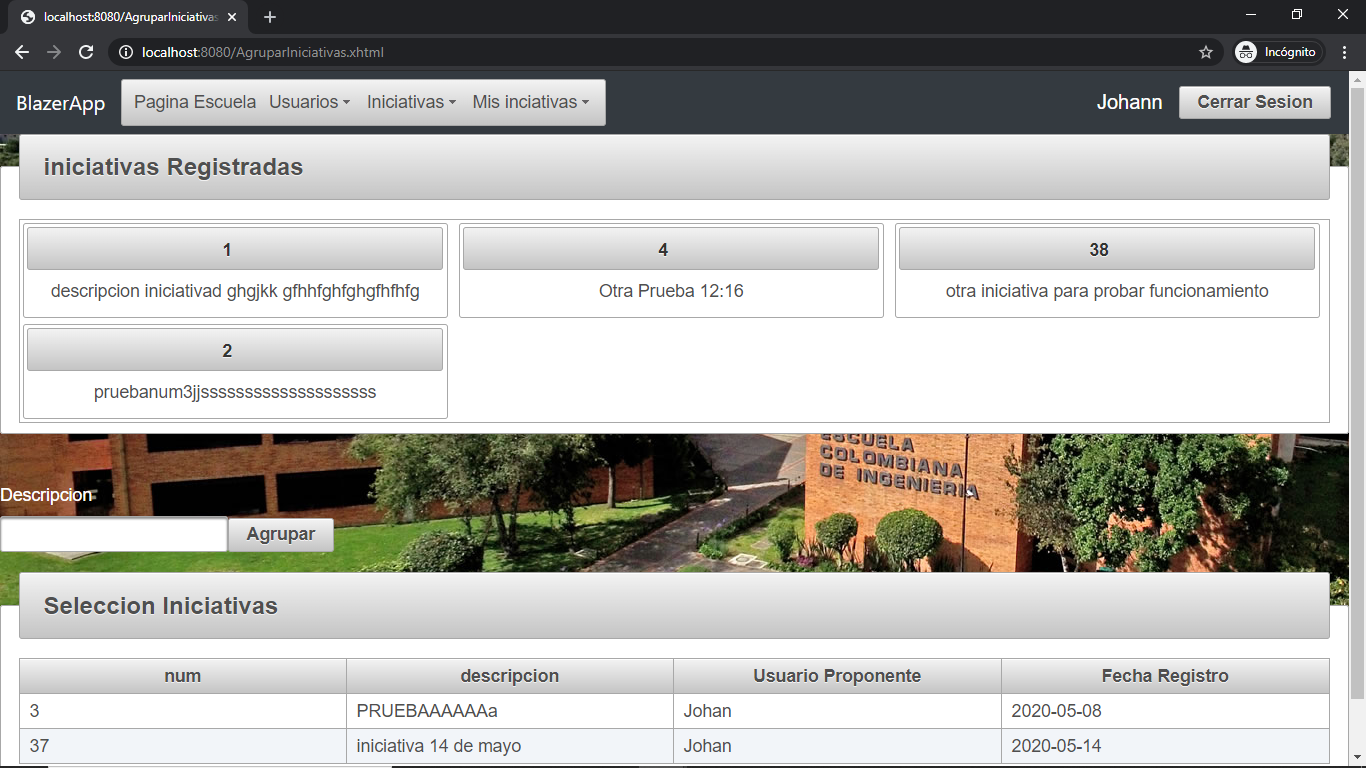 localhost:8080/AgruparIniciativas
localhost:8080/AgruparIniciativas.xhtml
Incógnito
BlazerApp Pagina Escuela Usuarios Iniciativas Mis inciativas Johann Cerrar Sesion
iniciativas Registradas
1 4 38
descripcion iniciativad ghgjkk gfhhfghfghgfhfhfg Otra Prueba 12:16 otra iniciativa para probar funcionamiento
2
pruebanum3jjssssssssssssssssssss
ESCUELA
COLOMBIANA
DE INGENIERIA
Descripcion
Agrupar
Seleccion Iniciativas
num descripcion Usuario Proponente Fecha Registro
3 PRUEBAAAAAAa Johan 2020-05-08
37 iniciativa 14 de mayo Johan 2020-05-14